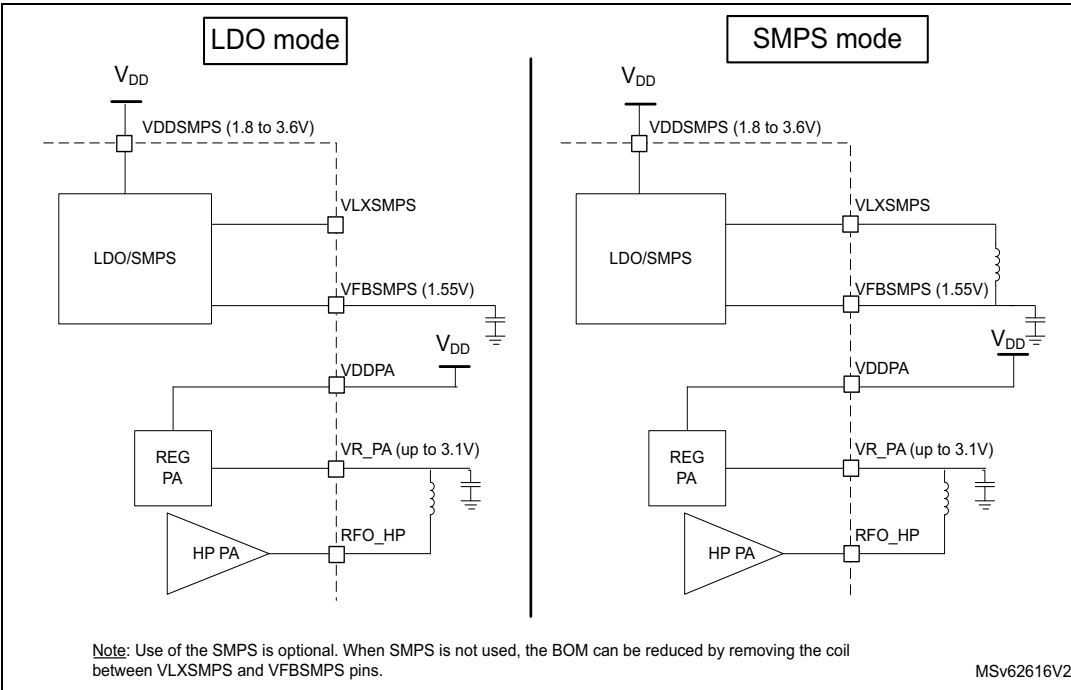 LDO mode
V_DD
VDDSMPS (1.8 to 3.6V)
VLXSMPS
LDO/SMPS
VFBSMPS (1.55V)
V_DD
VDDPA
REG
PA
VR_PA (up to 3.1V)
HP PA
RFO_HP
SMPS mode
V_DD
VDDSMPS (1.8 to 3.6V)
VLXSMPS
LDO/SMPS
VFBSMPS (1.55V)
V_DD
VDDPA
REG
PA
VR_PA (up to 3.1V)
HP PA
RFO_HP
Note: Use of the SMPS is optional. When SMPS is not used, the BOM can be reduced by removing the coil
between VLXSMPS and VFBSMPS pins.
MSv62616V2